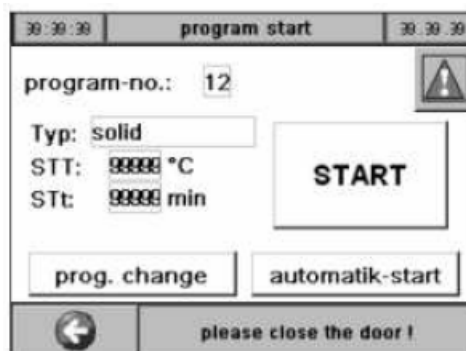 39:39:39 program start 39.39.39
program-no.: 12
Typ: solid
STT: 99999 °C
STt: 99999 min
START
prog. change automatik-start
please close the door !